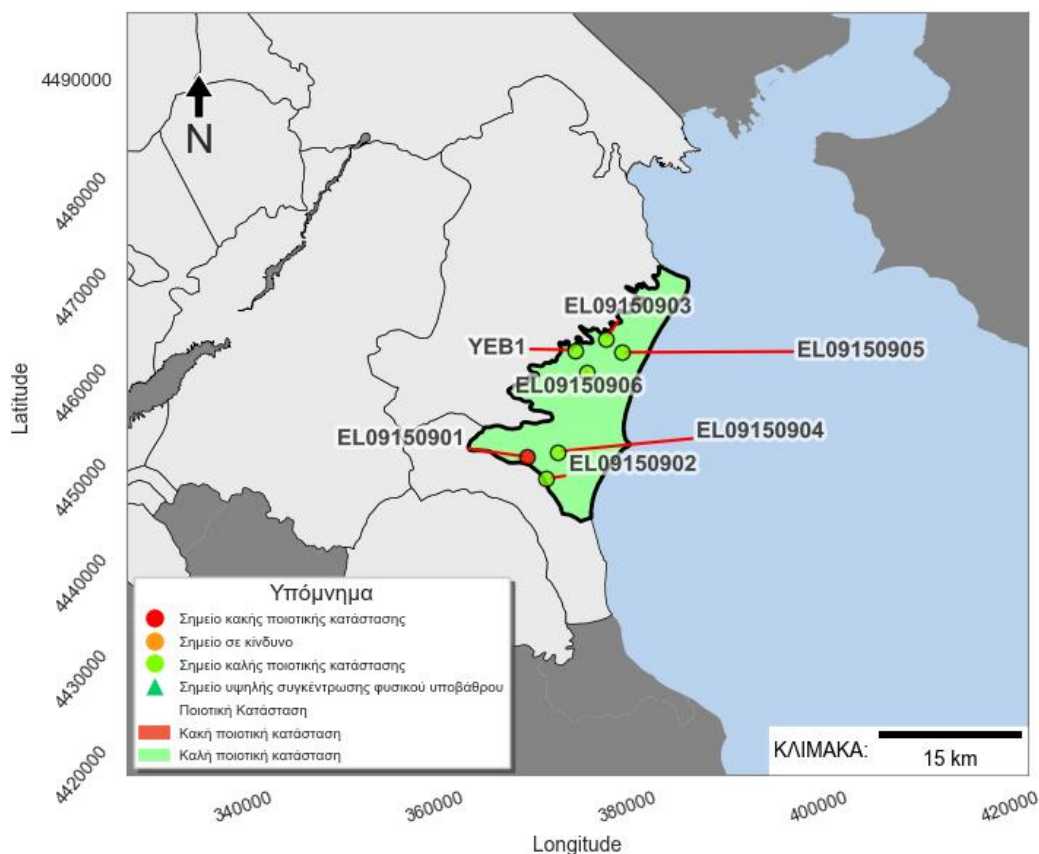 4490000
N
4480000
4470000
EL09150903
YEB1
EL09150905
4460000
EL09150906
Latitude
EL09150901
EL09150904
EL09150902
4450000
4440000
4430000
4420000
Υπόμνημα
Σημείο κακής ποιοτικής κατάστασης
Σημείο σε κίνδυνο
Σημείο καλής ποιοτικής κατάστασης
Σημείο υψηλής συγκέντρωσης φυσικού υποβάθρου
Ποιοτική Κατάσταση
Κακή ποιοτική κατάσταση
Καλή ποιοτική κατάσταση
ΚΛΙΜΑΚΑ:
15 km
340000
360000
380000
400000
420000
Longitude